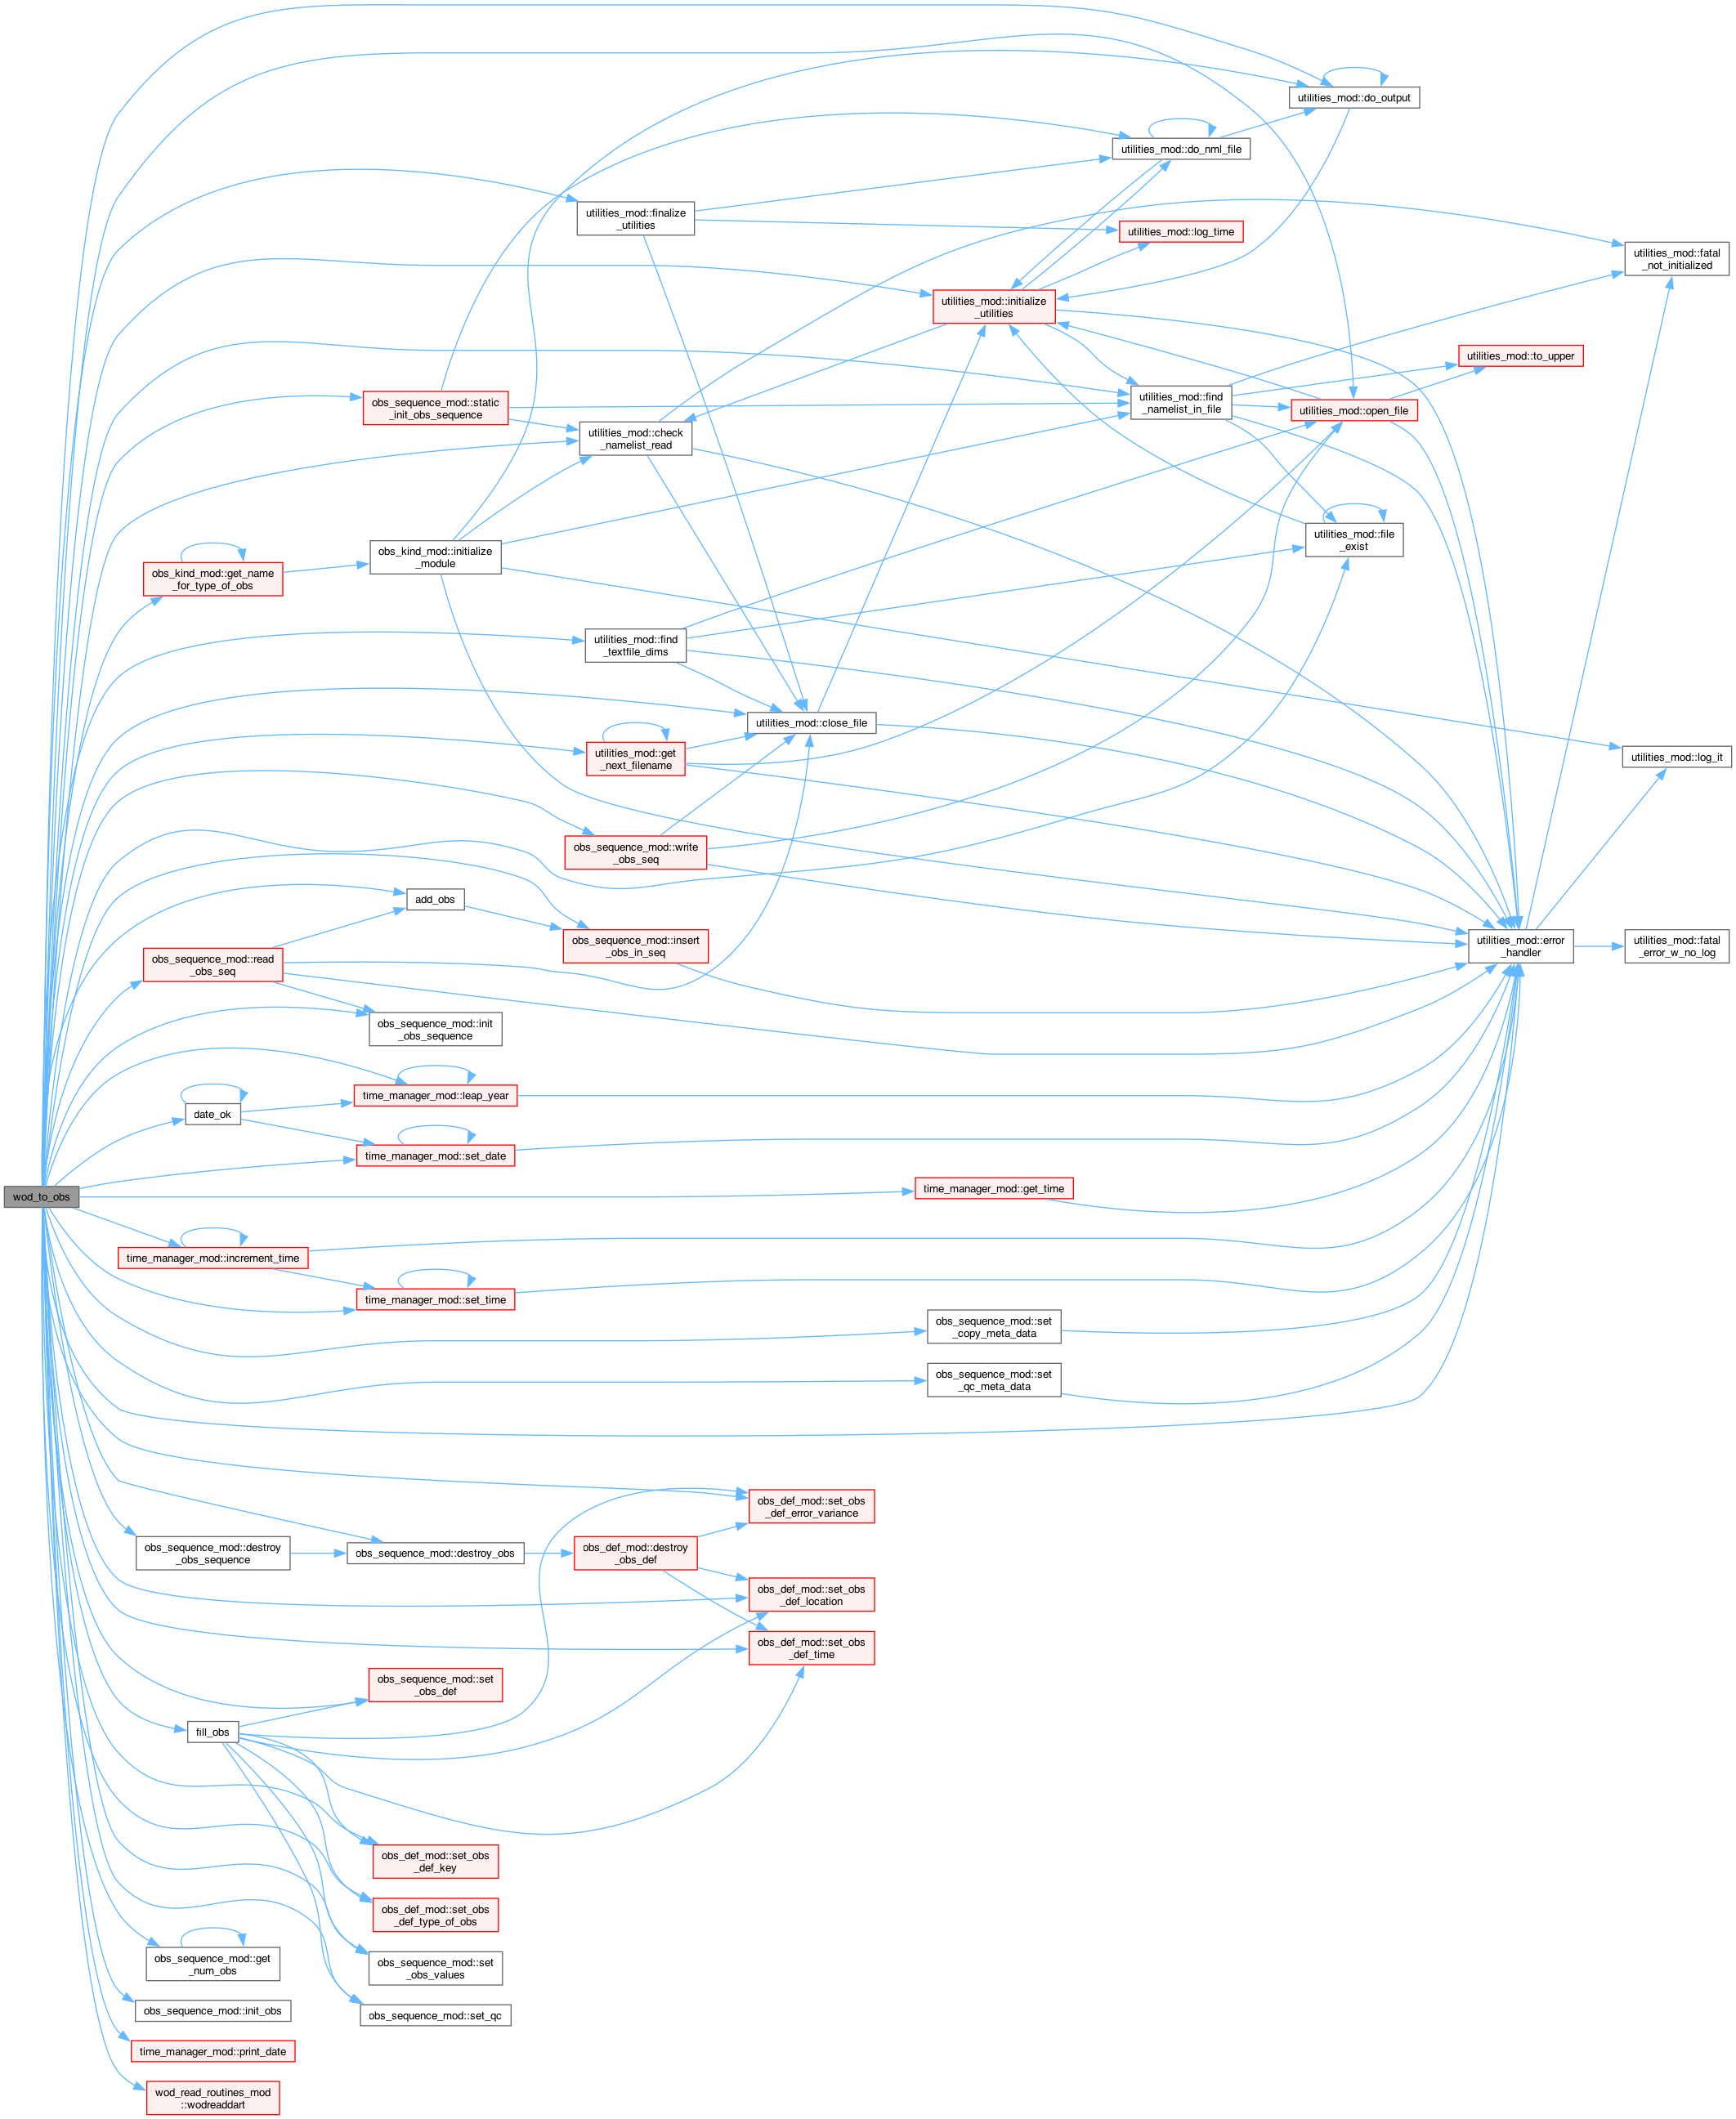 utilities_mod::do_output
utilities_mod::do_nml_file
utilities_mod::finalize
_utilities
utilities_mod::log_time
utilities_mod::fatal
_not_initialized
utilities_mod::initialize
_utilities
utilities_mod::to_upper
obs_sequence_mod::static
_init_obs_sequence
utilities_mod::find
_namelist_in_file
utilities_mod::open_file
utilities_mod::check
_namelist_read
utilities_mod::file
_exist
obs_kind_mod::initialize
_module
obs_kind_mod::get_name
_for_type_of_obs
utilities_mod::find
_textfile_dims
utilities_mod::close_file
utilities_mod::get
_next_filename
utilities_mod::log_it
obs_sequence_mod::write
_obs_seq
add_obs
obs_sequence_mod::insert
_obs_in_seq
utilities_mod::error
_handler
utilities_mod::fatal
_error_w_no_log
obs_sequence_mod::read
_obs_seq
obs_sequence_mod::init
_obs_sequence
time_manager_mod::leap_year
date_ok
time_manager_mod::set_date
wod_to_obs
time_manager_mod::get_time
time_manager_mod::increment_time
time_manager_mod::set_time
obs_sequence_mod::set
_copy_meta_data
obs_sequence_mod::set
_qc_meta_data
obs_def_mod::set_obs
_def_error_variance
obs_sequence_mod::destroy
_obs_sequence
obs_sequence_mod::destroy_obs
obs_def_mod::destroy
_obs_def
obs_def_mod::set_obs
_def_location
obs_def_mod::set_obs
_def_time
obs_sequence_mod::set
_obs_def
fill_obs
obs_def_mod::set_obs
_def_key
obs_def_mod::set_obs
_def_type_of_obs
obs_sequence_mod::get
_num_obs
obs_sequence_mod::set
_obs_values
obs_sequence_mod::init_obs
obs_sequence_mod::set_qc
time_manager_mod::print_date
wod_read_routines_mod
::wodreaddart